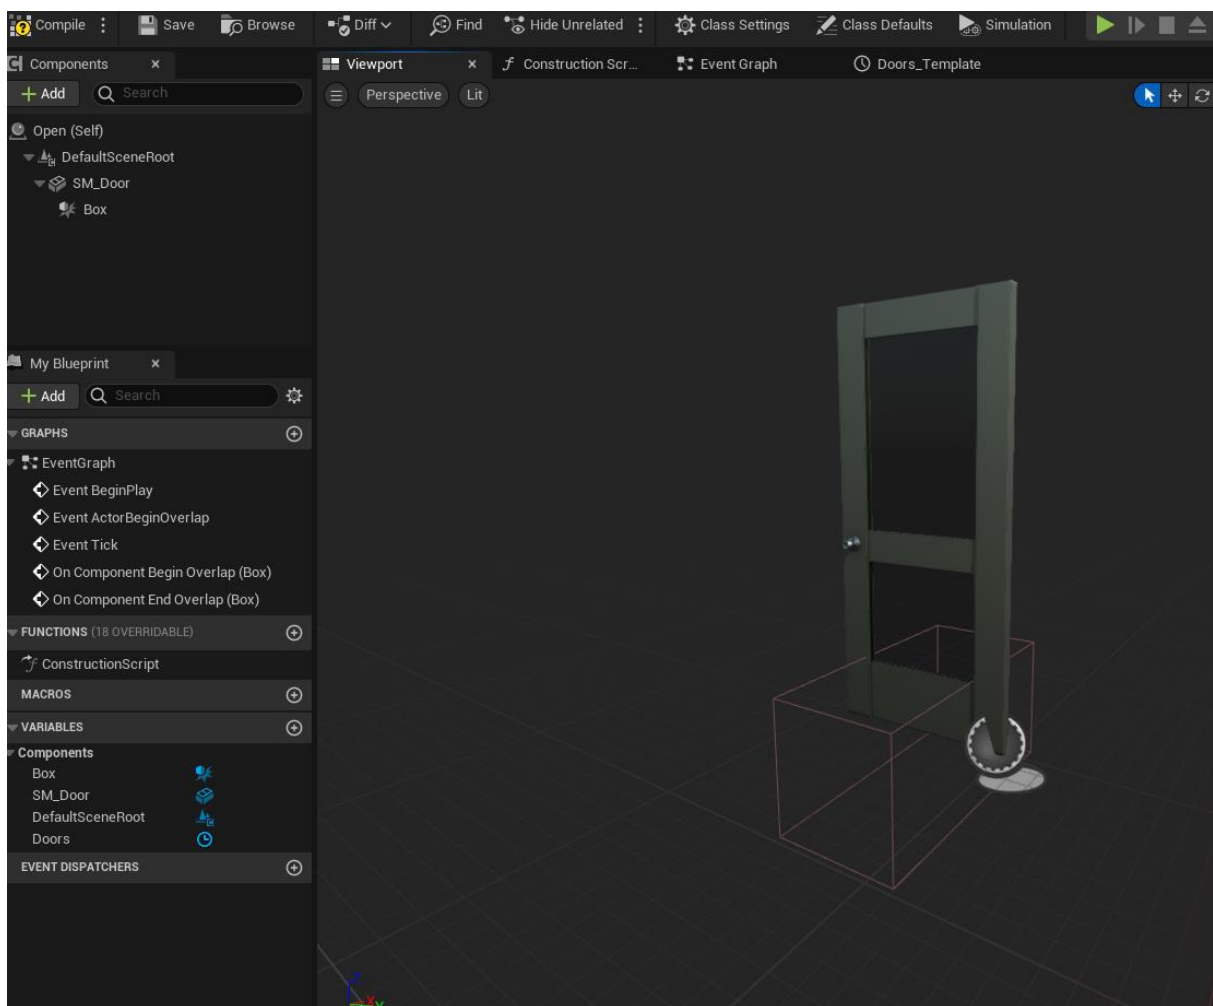 Compile Save Browse Diff Find Hide Unrelated Class Settings Class Defaults Simulation
Components
Add Search
Open (Self)
DefaultSceneRoot
SM_Door
Box
My Blueprint
Add Search
GRAPHS
EventGraph
Event BeginPlay
Event ActorBeginOverlap
Event Tick
On Component Begin Overlap (Box)
On Component End Overlap (Box)
FUNCTIONS (18 OVERRIDABLE)
ConstructionScript
MACROS
VARIABLES
Components
Box
SM_Door
DefaultSceneRoot
Doors
EVENT DISPATCHERS
Viewport Construction Scr... Event Graph Doors_Template
Perspective Lit
Z
X
Y